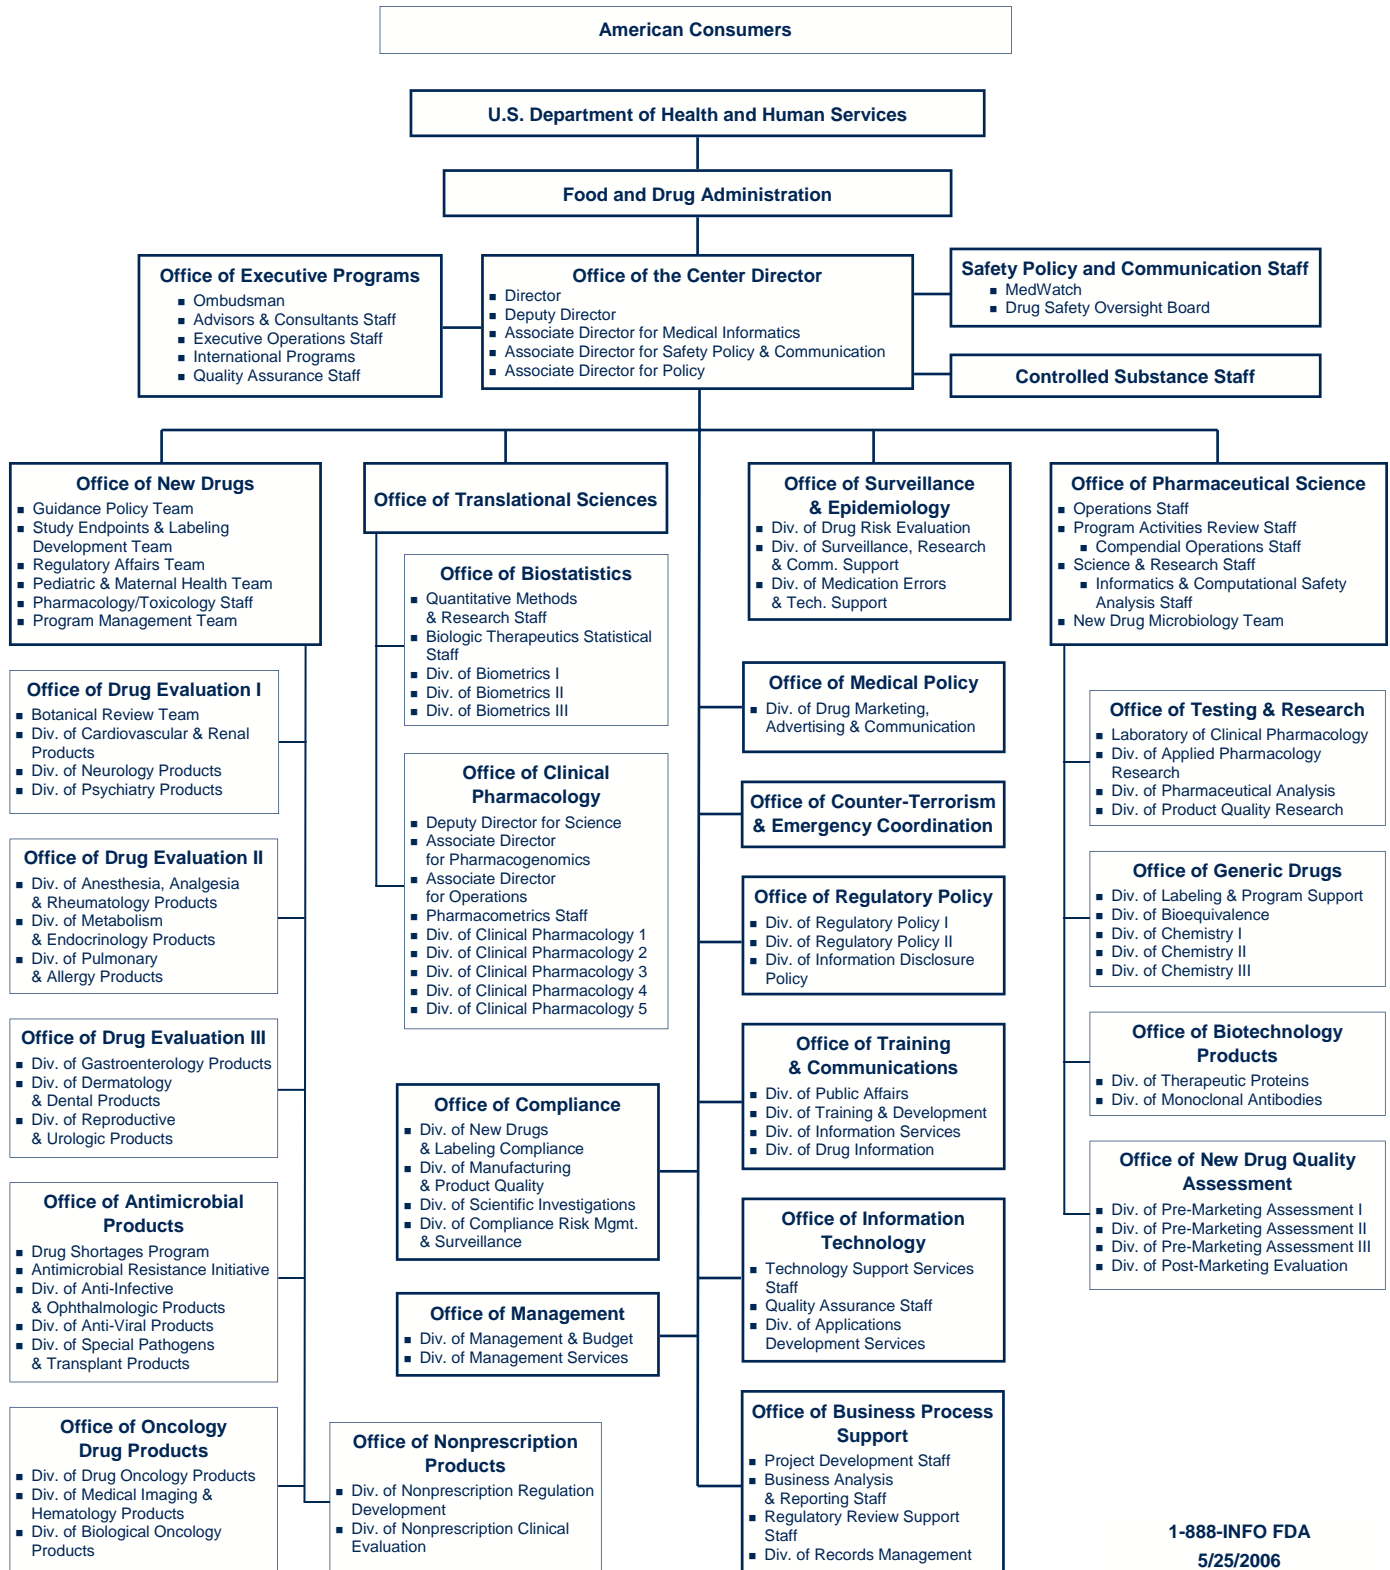 American Consumers
U.S. Department of Health and Human Services
Food and Drug Administration
Office of Executive Programs
Ombudsman
Advisors & Consultants Staff
Executive Operations Staff
International Programs
Quality Assurance Staff
Office of the Center Director
Director
Deputy Director
Associate Director for Medical Informatics
Associate Director for Safety Policy & Communication
Associate Director for Policy
Safety Policy and Communication Staff
MedWatch
Drug Safety Oversight Board
Controlled Substance Staff
Office of New Drugs
Guidance Policy Team
Study Endpoints & Labeling
Development Team
Regulatory Affairs Team
Pediatric & Maternal Health Team
Pharmacology/Toxicology Staff
Program Management Team
Office of Drug Evaluation I
Botanical Review Team
Div. of Cardiovascular & Renal
Products
Div. of Neurology Products
Div. of Psychiatry Products
Office of Drug Evaluation II
Div. of Anesthesia, Analgesia
& Rheumatology Products
Div. of Metabolism
& Endocrinology Products
Div. of Pulmonary
& Allergy Products
Office of Drug Evaluation III
Div. of Gastroenterology Products
Div. of Dermatology
& Dental Products
Div. of Reproductive
& Urologic Products
Office of Antimicrobial
Products
Drug Shortages Program
Antimicrobial Resistance Initiative
Div. of Anti-Infective
& Ophthalmologic Products
Div. of Anti-Viral Products
Div. of Special Pathogens
& Transplant Products
Office of Oncology
Drug Products
Div. of Drug Oncology Products
Div. of Medical Imaging &
Hematology Products
Div. of Biological Oncology
Products
Office of Nonprescription
Products
Div. of Nonprescription Regulation
Development
Div. of Nonprescription Clinical
Evaluation
Office of Translational Sciences
Office of Biostatistics
Quantitative Methods
& Research Staff
Biologic Therapeutics Statistical
Staff
Div. of Biometrics I
Div. of Biometrics II
Div. of Biometrics III
Office of Clinical
Pharmacology
Deputy Director for Science
Associate Director
for Pharmacogenomics
Associate Director
for Operations
Pharmacometrics Staff
Div. of Clinical Pharmacology 1
Div. of Clinical Pharmacology 2
Div. of Clinical Pharmacology 3
Div. of Clinical Pharmacology 4
Div. of Clinical Pharmacology 5
Office of Compliance
Div. of New Drugs
& Labeling Compliance
Div. of Manufacturing
& Product Quality
Div. of Scientific Investigations
Div. of Compliance Risk Mgmt.
& Surveillance
Office of Management
Div. of Management & Budget
Div. of Management Services
Office of Surveillance
& Epidemiology
Div. of Drug Risk Evaluation
Div. of Surveillance, Research
& Comm. Support
Div. of Medication Errors
& Tech. Support
Office of Medical Policy
Div. of Drug Marketing,
Advertising & Communication
Office of Counter-Terrorism
& Emergency Coordination
Office of Regulatory Policy
Div. of Regulatory Policy I
Div. of Regulatory Policy II
Div. of Information Disclosure
Policy
Office of Training
& Communications
Div. of Public Affairs
Div. of Training & Development
Div. of Information Services
Div. of Drug Information
Office of Information
Technology
Technology Support Services
Staff
Quality Assurance Staff
Div. of Applications
Development Services
Office of Business Process
Support
Project Development Staff
Business Analysis
& Reporting Staff
Regulatory Review Support
Staff
Div. of Records Management
Office of Pharmaceutical Science
Operations Staff
Program Activities Review Staff
Compendial Operations Staff
Science & Research Staff
Informatics & Computational Safety
Analysis Staff
New Drug Microbiology Team
Office of Testing & Research
Laboratory of Clinical Pharmacology
Div. of Applied Pharmacology
Research
Div. of Pharmaceutical Analysis
Div. of Product Quality Research
Office of Generic Drugs
Div. of Labeling & Program Support
Div. of Bioequivalence
Div. of Chemistry I
Div. of Chemistry II
Div. of Chemistry III
Office of Biotechnology
Products
Div. of Therapeutic Proteins
Div. of Monoclonal Antibodies
Office of New Drug Quality
Assessment
Div. of Pre-Marketing Assessment I
Div. of Pre-Marketing Assessment II
Div. of Pre-Marketing Assessment III
Div. of Post-Marketing Evaluation
1-888-INFO FDA
5/25/2006